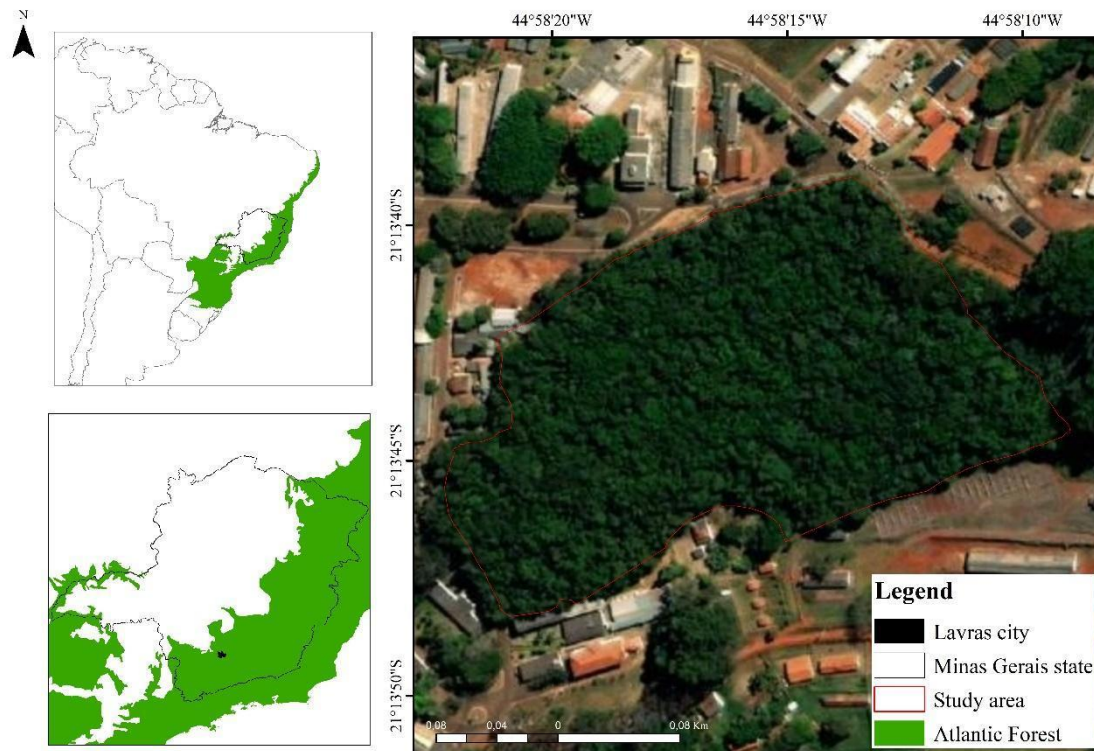 N
44°58'20"W
44°58'15"W
44°58'10"W
21°13'40"S
21°13'45"S
21°13'50"S
0,08 0,04 0 0,08 Km
Legend
Lavras city
Minas Gerais state
Study area
Atlantic Forest